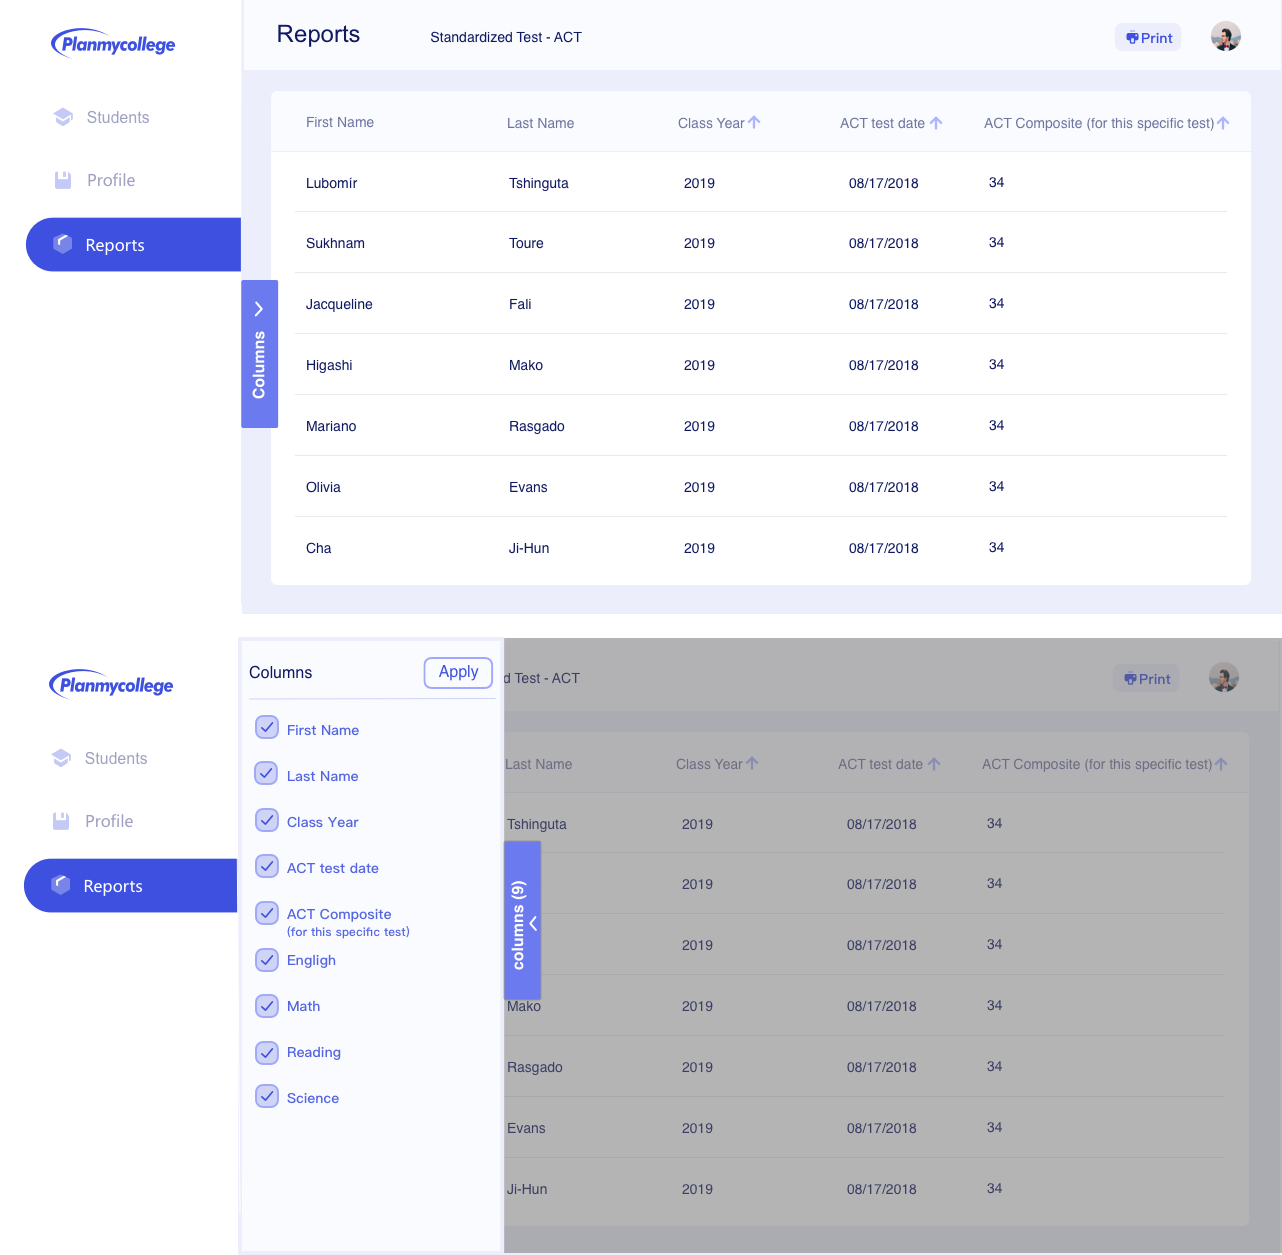 Planmycollege
Reports
Standardized Test - ACT
Print
Students
Profile
Reports
Columns
First Name Last Name Class Year ACT test date ACT Composite (for this specific test)
Lubomir Tshinguta 2019 08/17/2018 34
Sukhnam Toure 2019 08/17/2018 34
Jacqueline Fali 2019 08/17/2018 34
Higashi Mako 2019 08/17/2018 34
Mariano Rasgado 2019 08/17/2018 34
Olivia Evans 2019 08/17/2018 34
Cha Ji-Hun 2019 08/17/2018 34
Planmycollege
Students
Profile
Reports
Columns
Apply
First Name
Last Name
Class Year
ACT test date
ACT Composite
(for this specific test)
Engligh
Math
Reading
Science
columns (9)
d Test - ACT
Print
Last Name Class Year ACT test date ACT Composite (for this specific test)
Tshinguta 2019 08/17/2018 34
2019 08/17/2018 34
2019 08/17/2018 34
Mako 2019 08/17/2018 34
Rasgado 2019 08/17/2018 34
Evans 2019 08/17/2018 34
Ji-Hun 2019 08/17/2018 34